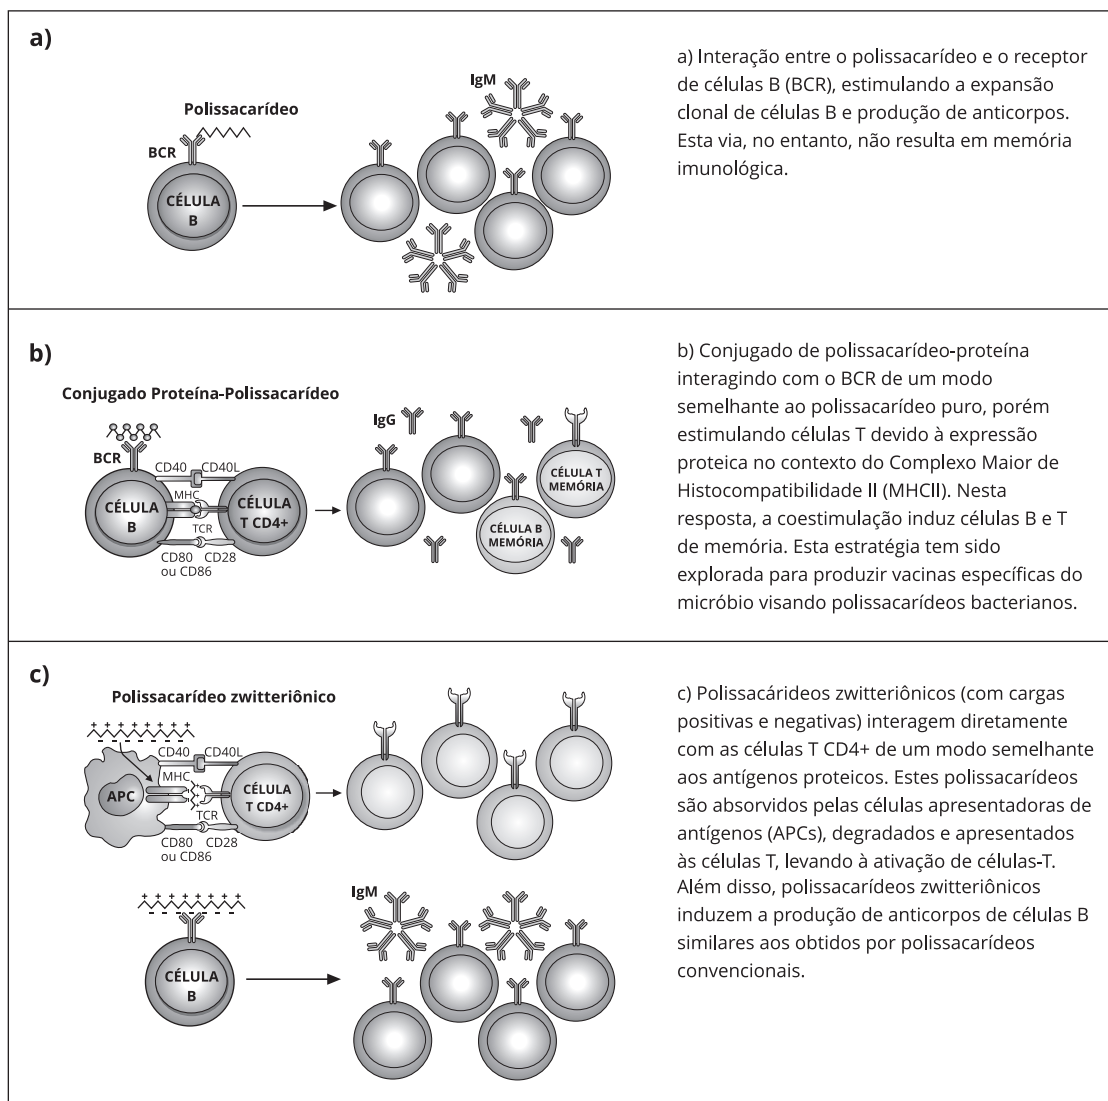 a)
Polissacarídeo
BCR
CÉLULA
B
IgM
a) Interação entre o polissacarídeo e o receptor
de células B (BCR), estimulando a expansão
clonal de células B e produção de anticorpos.
Esta via, no entanto, não resulta em memória
imunológica.
b)
Conjugado Proteína-Polissacarídeo
BCR
CD40 CD40L
MHC
CÉLULA
B
CÉLULA
T CD4+
TCR
CD80 CD28
ou CD86
IgG
CÉLULA T
MEMÓRIA
CÉLULA B
MEMÓRIA
b) Conjugado de polissacarídeo-proteína
interagindo com o BCR de um modo
semelhante ao polissacarídeo puro, porém
estimulando células T devido à expressão
proteica no contexto do Complexo Maior de
Histocompatibilidade II (MHCII). Nesta
resposta, a coestimulação induz células B e T
de memória. Esta estratégia tem sido
explorada para produzir vacinas específicas do
micróbio visando polissacarídeos bacterianos.
c)
Polissacarídeo zwitteriônico
+ + + + + + + + +
- - - - - - - -
CD40 CD40L
MHC
APC
CÉLULA
T CD4+
TCR
CD80 CD28
ou CD86
+ + + + + + + + +
- - - - - - - -
CÉLULA
B
IgM
c) Polissacárideos zwitteriônicos (com cargas
positivas e negativas) interagem diretamente
com as células T CD4+ de um modo semelhante
aos antígenos proteicos. Estes polissacarídeos
são absorvidos pelas células apresentadoras de
antígenos (APCs), degradados e apresentados
às células T, levando à ativação de células-T.
Além disso, polissacarídeos zwitteriônicos
induzem a produção de anticorpos de células B
similares aos obtidos por polissacarídeos
convencionais.